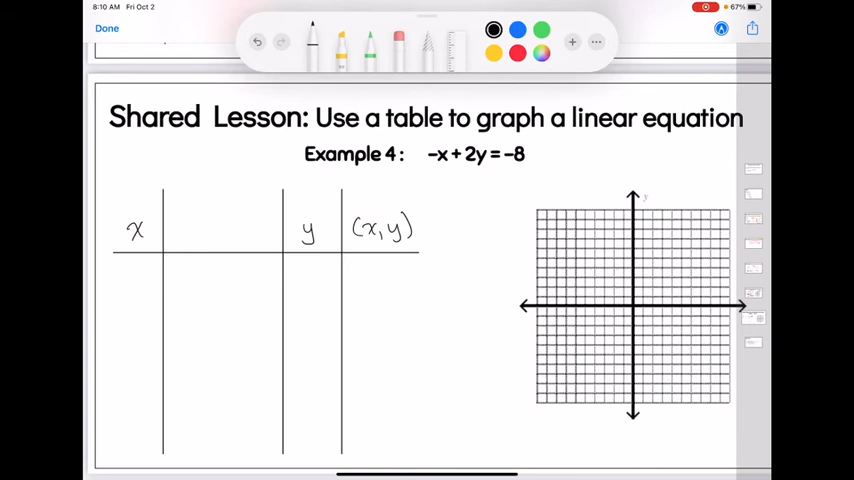 8:10 AM Fri Oct 2
67%
Done
Shared Lesson: Use a table to graph a linear equation
Example 4: -x + 2y = -8
x y (x,y)
y